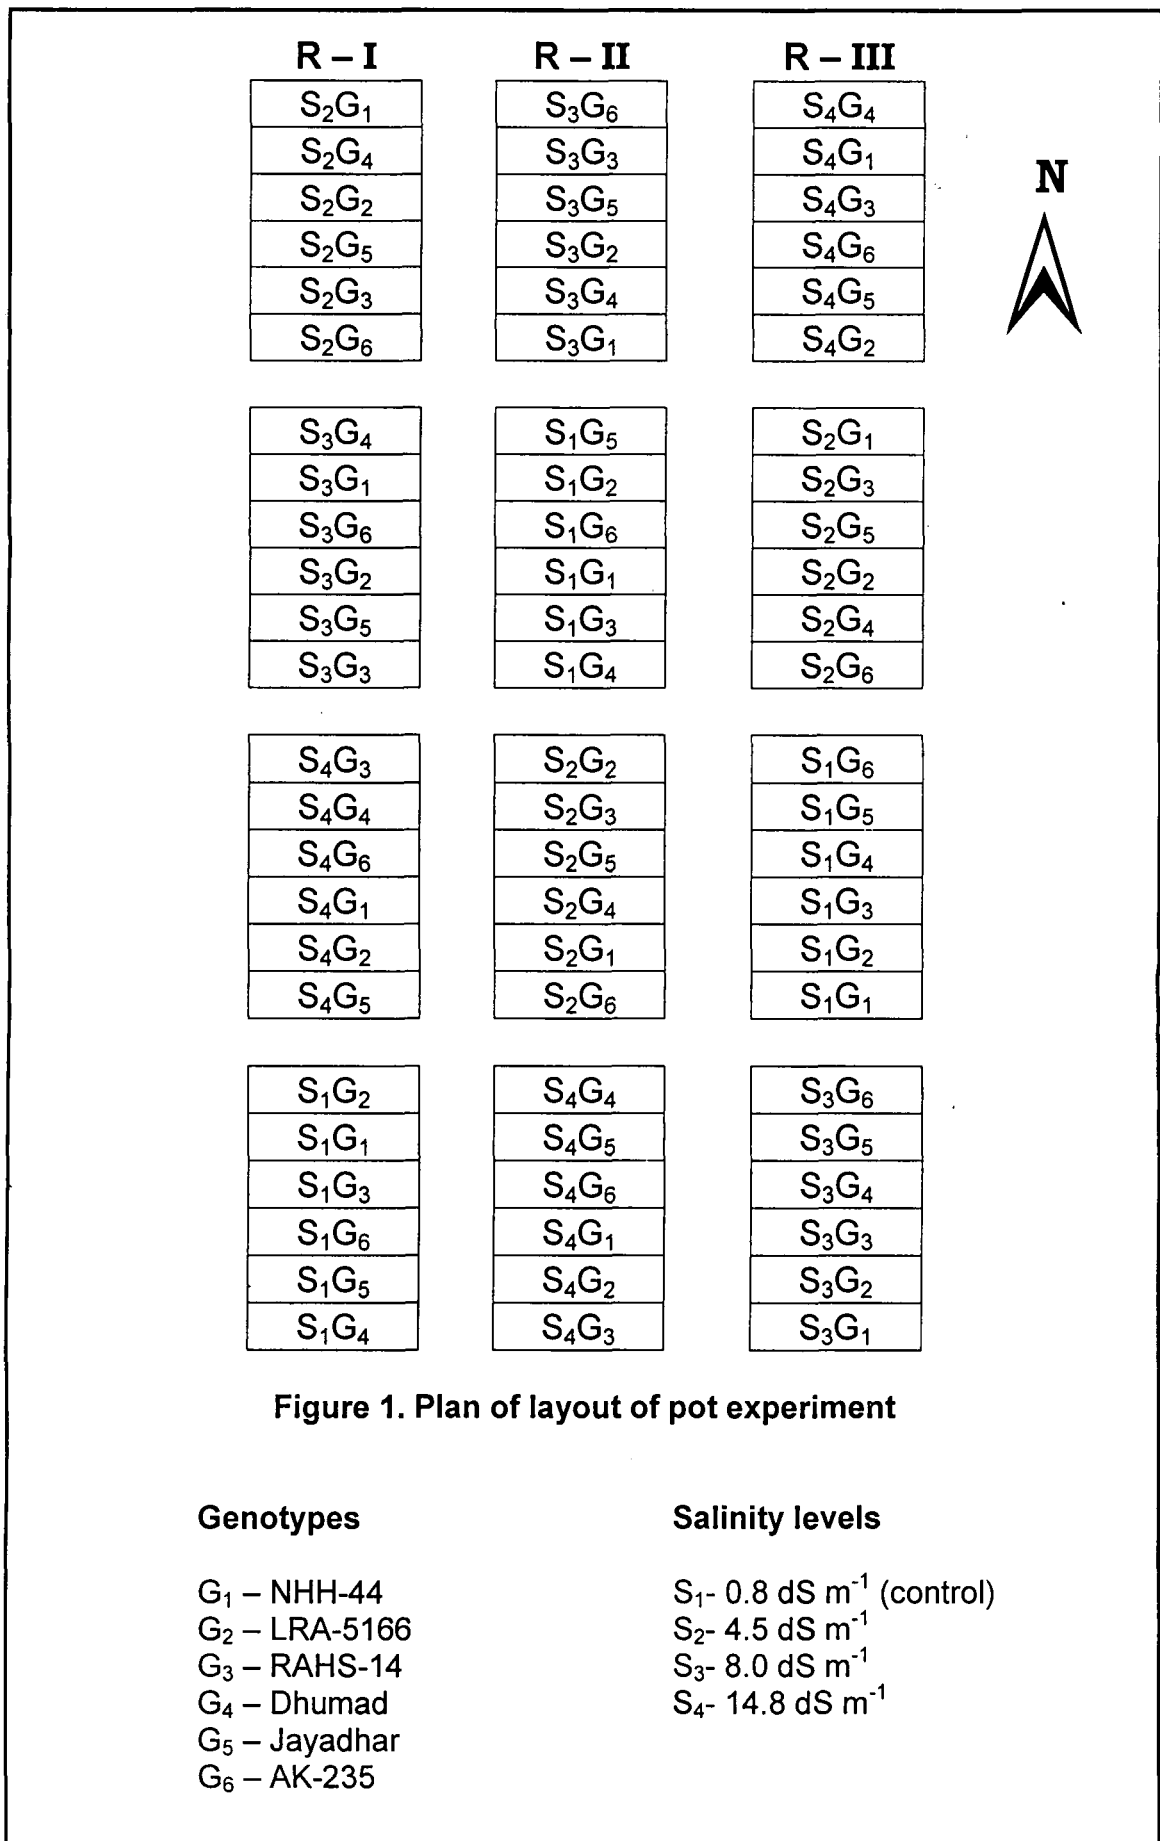 R – I R – II R – III
S₂G₁ S₃G₆ S₄G₄
S₂G₄ S₃G₃ S₄G₁
S₂G₂ S₃G₅ S₄G₃
S₂G₅ S₃G₂ S₄G₆
S₂G₃ S₃G₄ S₄G₅
S₂G₆ S₃G₁ S₄G₂
N
S₃G₄ S₁G₅ S₂G₁
S₃G₁ S₁G₂ S₂G₃
S₃G₆ S₁G₆ S₂G₅
S₃G₂ S₁G₁ S₂G₂
S₃G₅ S₁G₃ S₂G₄
S₃G₃ S₁G₄ S₂G₆
S₄G₃ S₂G₂ S₁G₆
S₄G₄ S₂G₃ S₁G₅
S₄G₆ S₂G₅ S₁G₄
S₄G₁ S₂G₄ S₁G₃
S₄G₂ S₂G₁ S₁G₂
S₄G₅ S₂G₆ S₁G₁
S₁G₂ S₄G₄ S₃G₆
S₁G₁ S₄G₅ S₃G₅
S₁G₃ S₄G₆ S₃G₄
S₁G₆ S₄G₁ S₃G₃
S₁G₅ S₄G₂ S₃G₂
S₁G₄ S₄G₃ S₃G₁
Figure 1. Plan of layout of pot experiment
Genotypes
G₁ – NHH-44
G₂ – LRA-5166
G₃ – RAHS-14
G₄ – Dhumad
G₅ – Jayadhar
G₆ – AK-235
Salinity levels
S₁- 0.8 dS m⁻¹ (control)
S₂- 4.5 dS m⁻¹
S₃- 8.0 dS m⁻¹
S₄- 14.8 dS m⁻¹